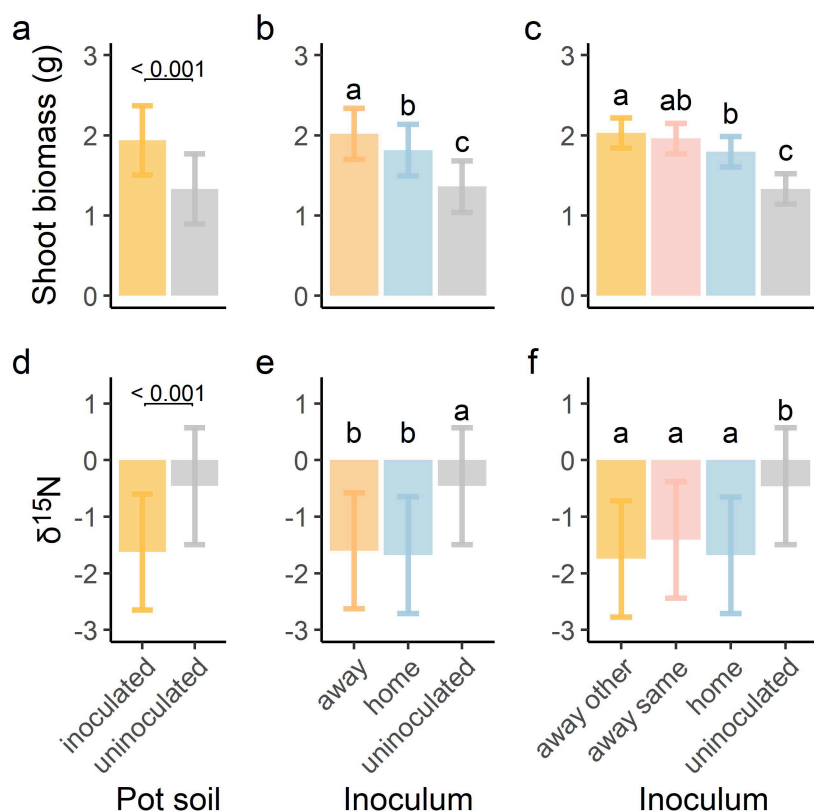 a
b
c
Shoot biomass (g)
3
2
1
0
< 0.001
3
2
1
0
a
b
c
3
2
1
0
a
ab
b
c
d
e
f
δ15N
1
0
-1
-2
-3
< 0.001
1
0
-1
-2
-3
b
b
a
1
0
-1
-2
-3
a
a
a
b
inoculated
uninoculated
away
home
uninoculated
away other
away same
home
uninoculated
Pot soil
Inoculum
Inoculum